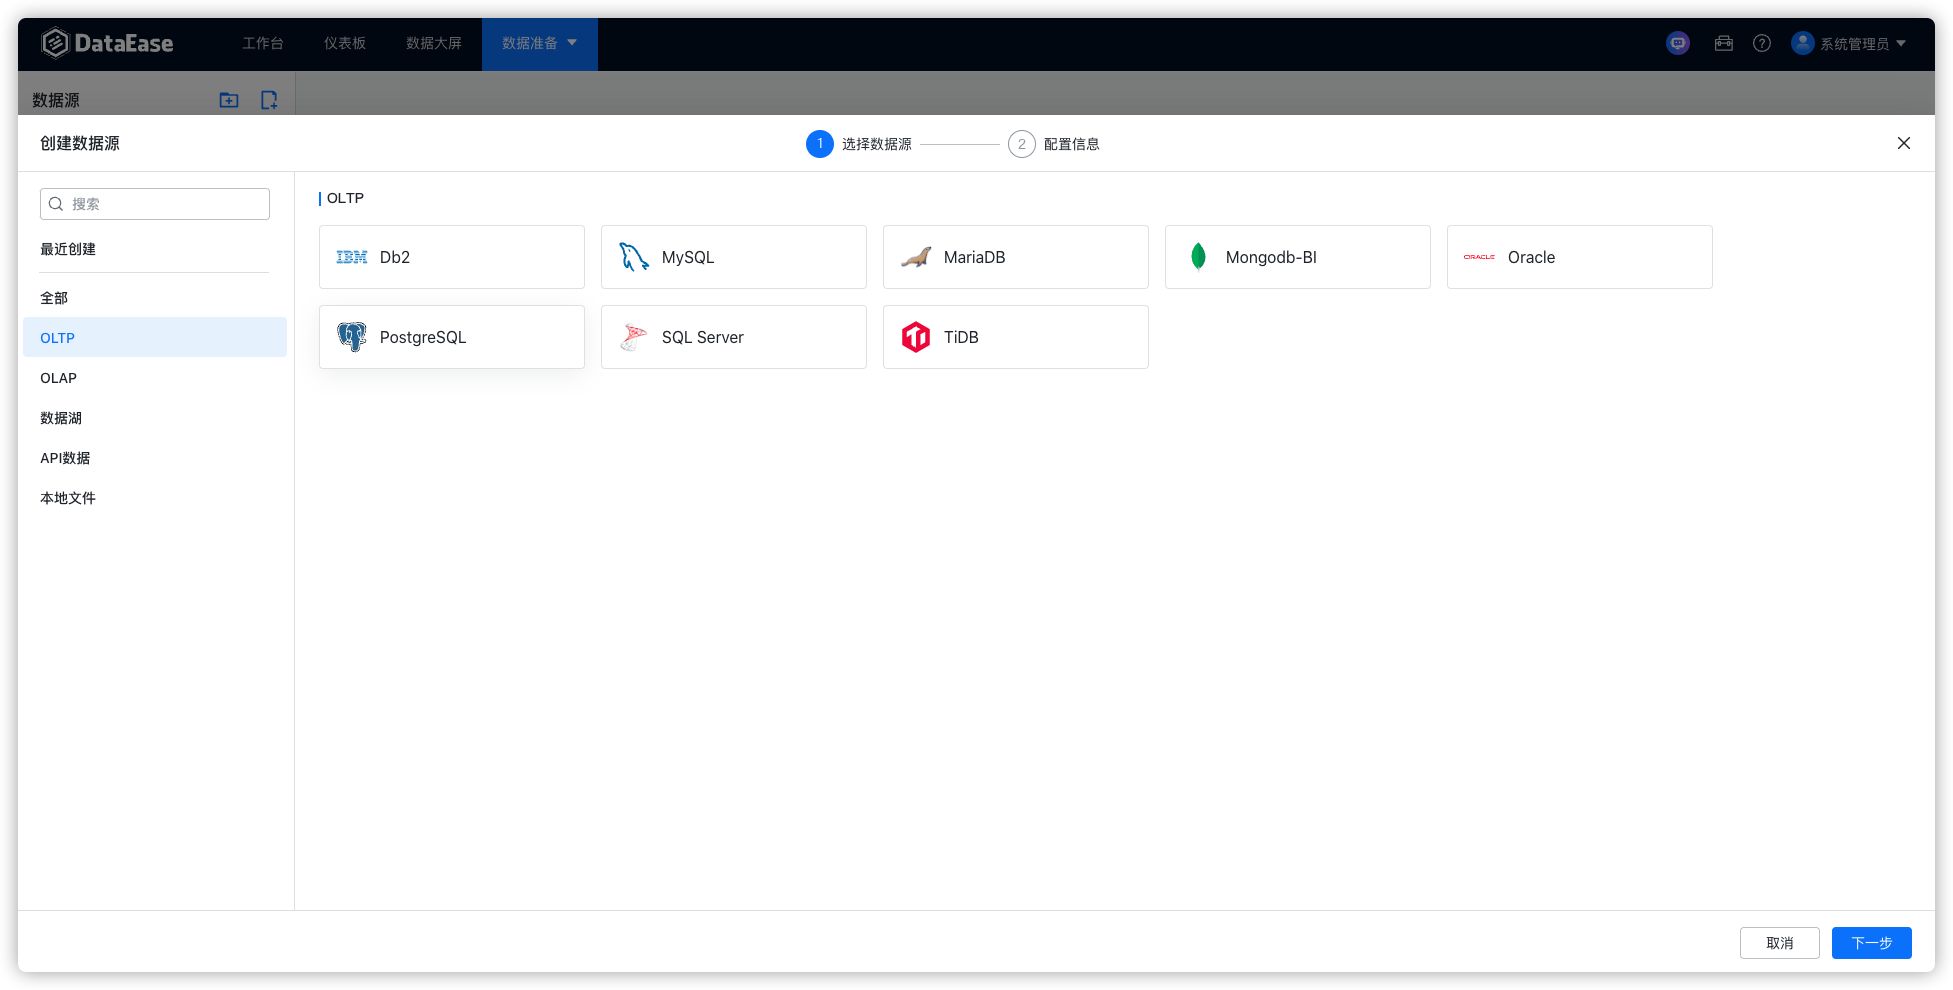 DataEase 工作台 仪表板 数据大屏 数据准备 系统管理员
数据源
创建数据源 1 选择数据源 2 配置信息
搜索
最近创建
全部
OLTP
OLAP
数据湖
API数据
本地文件
OLTP
IBM Db2 MySQL MariaDB Mongodb-BI ORACLE Oracle
PostgreSQL SQL Server TiDB
取消 下一步